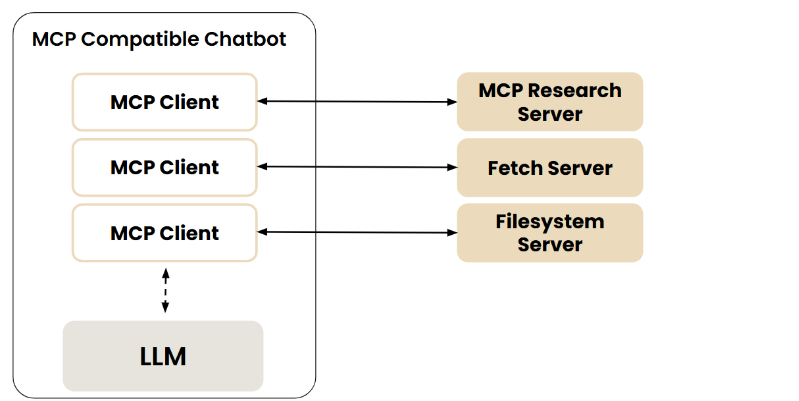 MCP Compatible Chatbot
MCP Client
MCP Research
Server
MCP Client
Fetch Server
MCP Client
Filesystem
Server
LLM